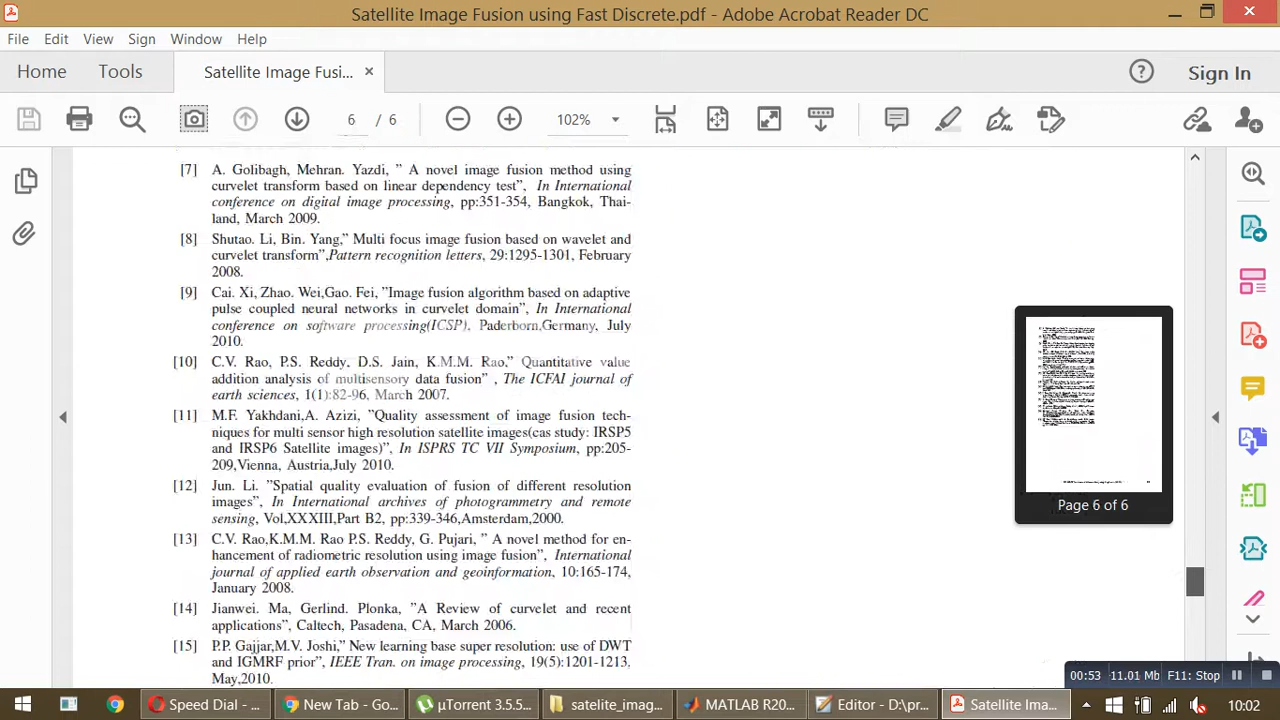 Satellite Image Fusion using Fast Discrete.pdf - Adobe Acrobat Reader DC
File Edit View Sign Window Help
Home Tools Satellite Image Fusi... × Sign In
6 / 6 102%
[7] A. Golibagh, Mehran. Yazdi, ” A novel image fusion method using
curvelet transform based on linear dependency test”, In International
conference on digital image processing, pp:351-354, Bangkok, Thai-
land, March 2009.
[8] Shutao. Li, Bin. Yang,” Multi focus image fusion based on wavelet and
curvelet transform”,Pattern recognition letters, 29:1295-1301, February
2008.
[9] Cai. Xi, Zhao. Wei,Gao. Fei, ”Image fusion algorithm based on adaptive
pulse coupled neural networks in curvelet domain”, In International
conference on software processing(ICSP), Paderborn,Germany, July
2010.
[10] C.V. Rao, P.S. Reddy, D.S. Jain, K.M.M. Rao,” Quantitative value
addition analysis of multisensory data fusion” , The ICFAI journal of
earth sciences, 1(1):82-96, March 2007.
[11] M.F. Yakhdani,A. Azizi, ”Quality assessment of image fusion tech-
niques for multi sensor high resolution satellite images(cas study: IRSP5
and IRSP6 Satellite images)”, In ISPRS TC VII Symposium, pp:205-
209,Vienna, Austria,July 2010.
[12] Jun. Li. ”Spatial quality evaluation of fusion of different resolution
images”, In International archives of photogrammetry and remote
sensing, Vol,XXXIII,Part B2, pp:339-346,Amsterdam,2000.
[13] C.V. Rao,K.M.M. Rao P.S. Reddy, G. Pujari, ” A novel method for en-
hancement of radiometric resolution using image fusion”, International
journal of applied earth observation and geoinformation, 10:165-174,
January 2008.
[14] Jianwei. Ma, Gerlind. Plonka, ”A Review of curvelet and recent
applications”, Caltech, Pasadena, CA, March 2006.
[15] P.P. Gajjar,M.V. Joshi,” New learning base super resolution: use of DWT
and IGMRF prior”, IEEE Tran. on image processing, 19(5):1201-1213,
May,2010.
Page 6 of 6
00:53 11.01 Mb F11: Stop
Speed Dial - ... New Tab - Go... µTorrent 3.5.5... satelite_imag... MATLAB R20... Editor - D:\pr... Satellite Ima... 10:02